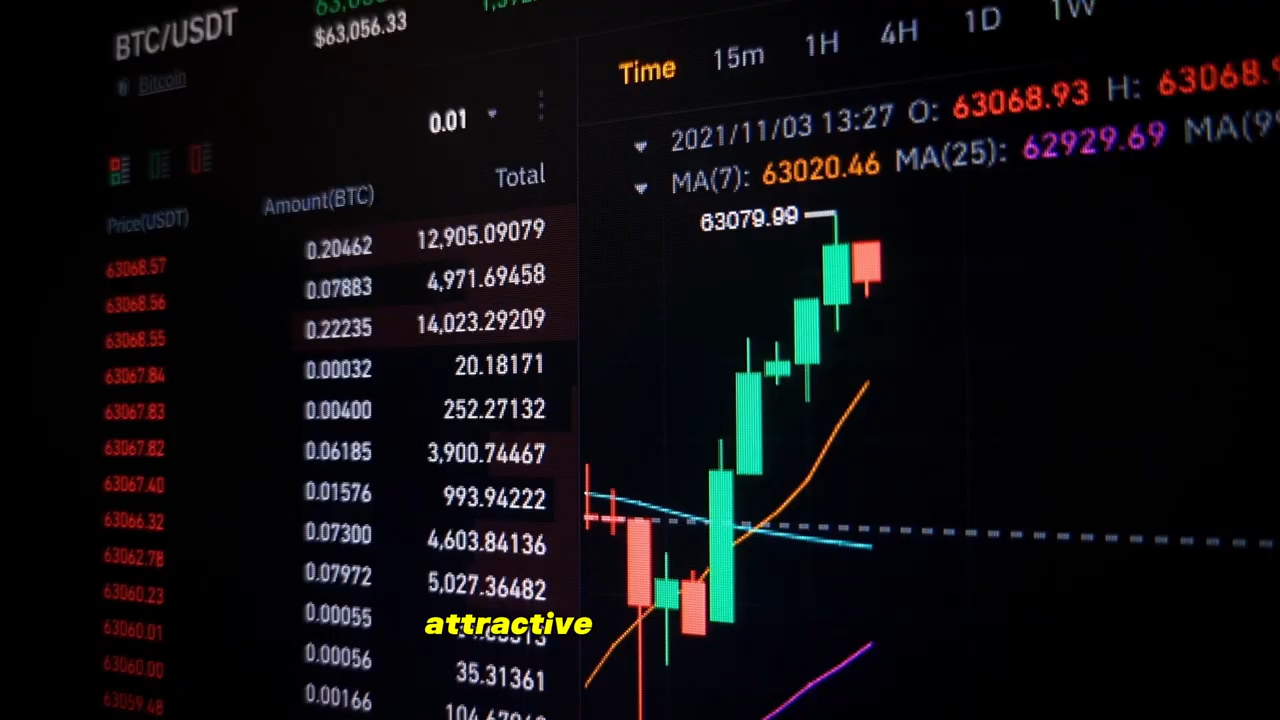 BTC/USDT
$63,056.33
Bitcoin
0.01
Price(USDT) Amount(BTC) Total
63068.57 0.20462 12,905.09079
63068.56 0.07883 4,971.69458
63068.55 0.22235 14,023.29209
63067.84 0.00032 20.18171
63067.83 0.00400 252.27132
63067.82 0.06185 3,900.74467
63067.40 0.01576 993.94222
63066.32 0.07300 4,603.84136
63062.78 0.07972 5,027.36482
63060.23 0.00055
63060.01 0.00056 35.31361
63060.00 0.00166
63059.48
Time 15m 1H 4H 1D 1W
2021/11/03 13:27 O: 63068.93 H:
MA(7): 63020.46 MA(25): 62929.69
63079.99
attractive